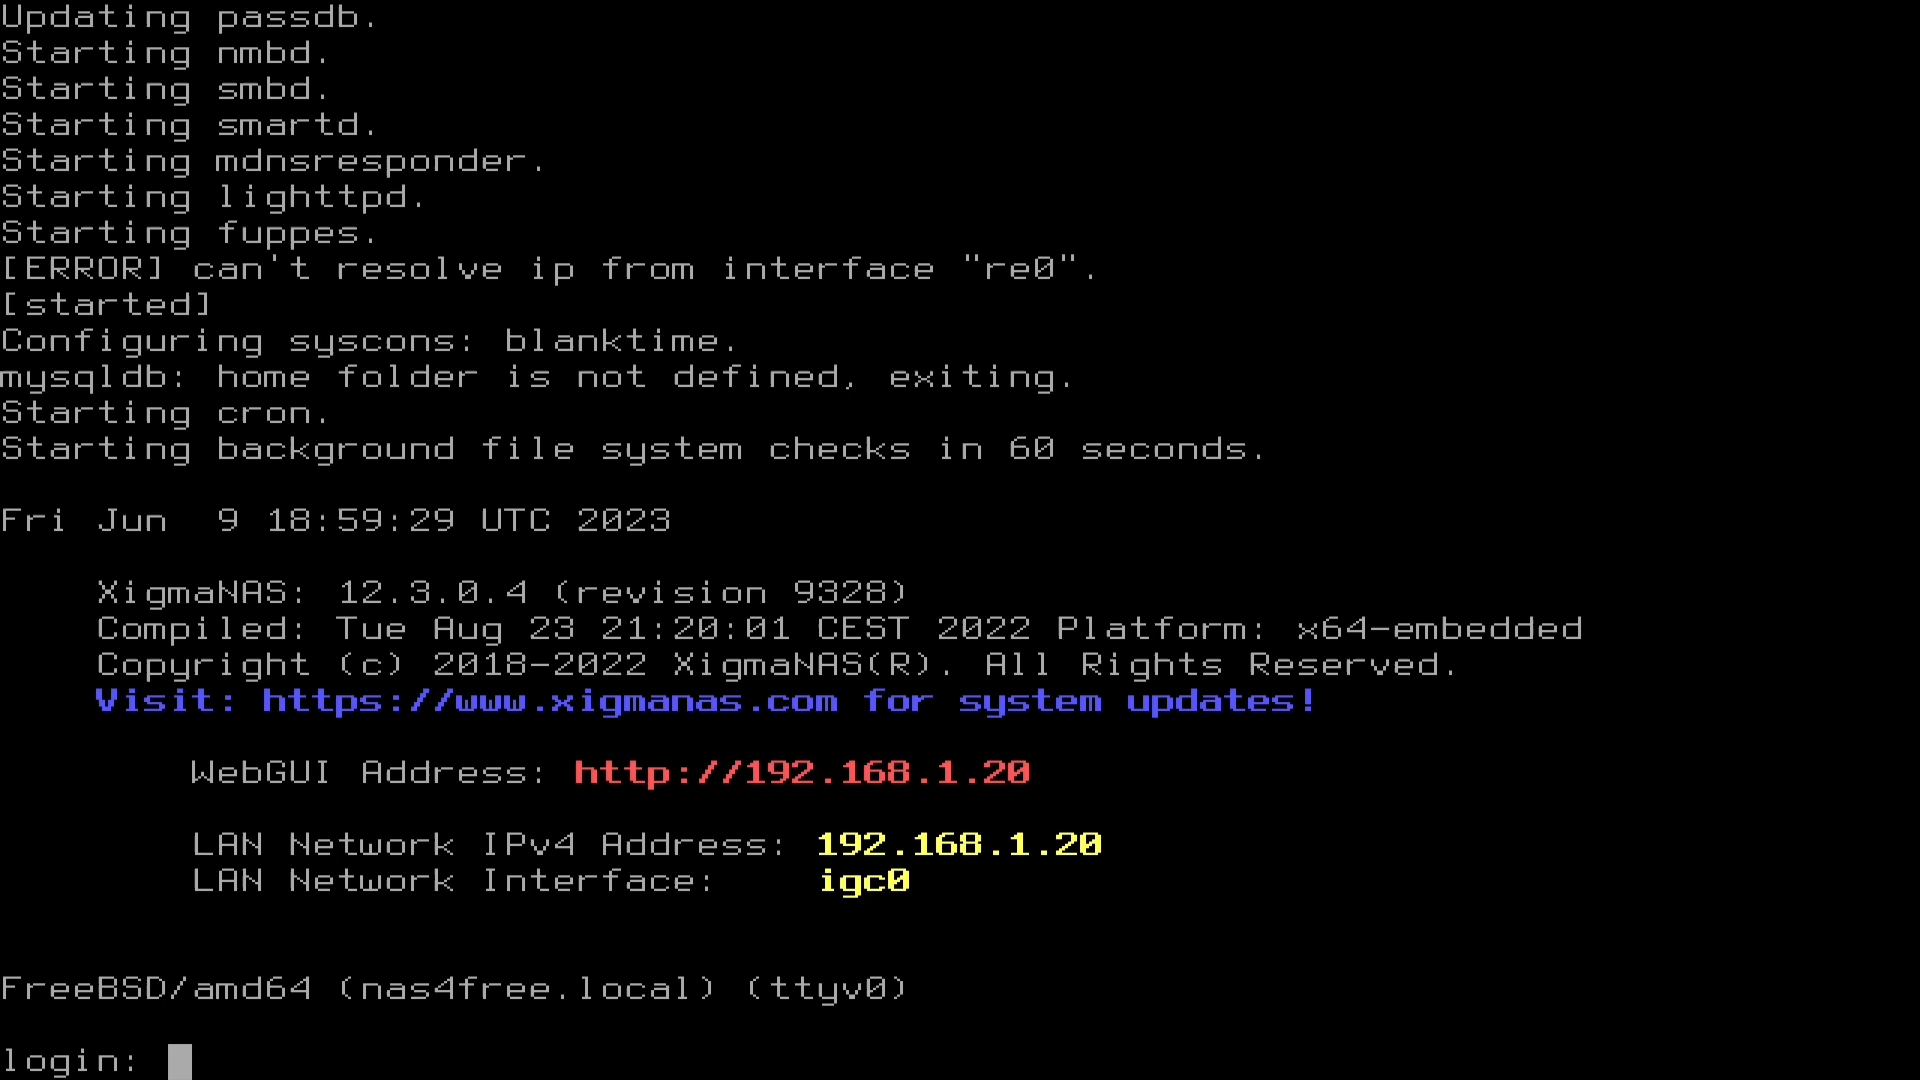 Updating passdb.
Starting nmbd.
Starting smbd.
Starting smartd.
Starting mdnsresponder.
Starting lighttpd.
Starting fuppes.
[ERROR] can't resolve ip from interface "re0".
[started]
Configuring syscons: blanktime.
mysqldb: home folder is not defined, exiting.
Starting cron.
Starting background file system checks in 60 seconds.
Fri Jun  9 18:59:29 UTC 2023
XigmaNAS: 12.3.0.4 (revision 9328)
Compiled: Tue Aug 23 21:20:01 CEST 2022 Platform: x64-embedded
Copyright (c) 2018-2022 XigmaNAS(R). All Rights Reserved.
Visit: https://www.xigmanas.com for system updates!
WebGUI Address: http://192.168.1.20
LAN Network IPv4 Address: 192.168.1.20
LAN Network Interface:    igc0
FreeBSD/amd64 (nas4free.local) (ttyv0)
login: